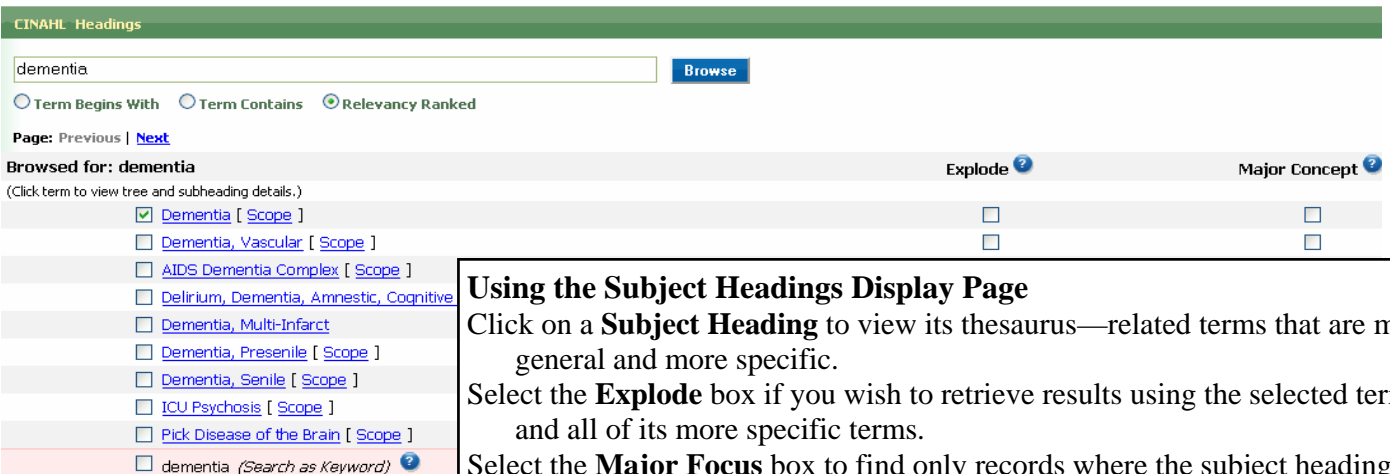 CINAHL Headings
dementia
Browse
Term Begins With Term Contains Relevancy Ranked
Page: Previous | Next
Browsed for: dementia Explode ? Major Concept ?
(Click term to view tree and subheading details.)
Dementia [ Scope ]
Dementia, Vascular [ Scope ]
AIDS Dementia Complex [ Scope ]
Delirium, Dementia, Amnestic, Cognitive
Dementia, Multi-Infarct
Dementia, Presenile [ Scope ]
Dementia, Senile [ Scope ]
ICU Psychosis [ Scope ]
Pick Disease of the Brain [ Scope ]
dementia (Search as Keyword) ?
Using the Subject Headings Display Page
Click on a Subject Heading to view its thesaurus—related terms that are
general and more specific.
Select the Explode box if you wish to retrieve results using the selected
and all of its more specific terms.
Select the Major Focus box to find only records where the subject heading